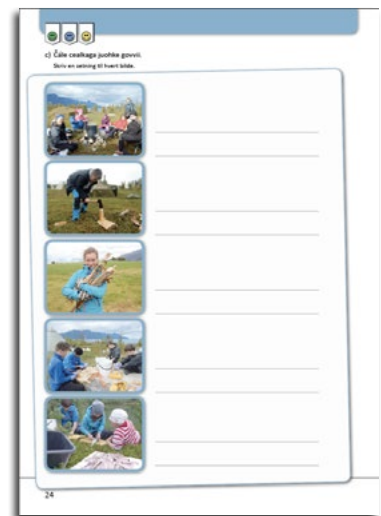 c) Čále cealkaga juohke govvii.
Skriv en setning til hvert bilde.
24